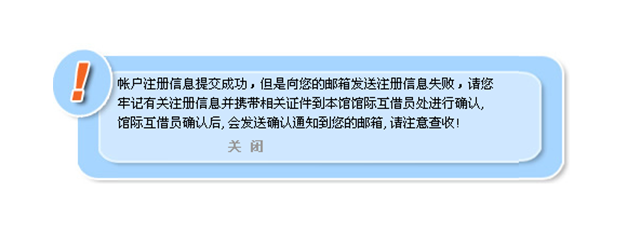 帐户注册信息提交成功，但是向您的邮箱发送注册信息失败，请您
牢记有关注册信息并携带相关证件到本馆馆际互借员处进行确认,
馆际互借员确认后,会发送确认通知到您的邮箱,请注意查收!
关 闭